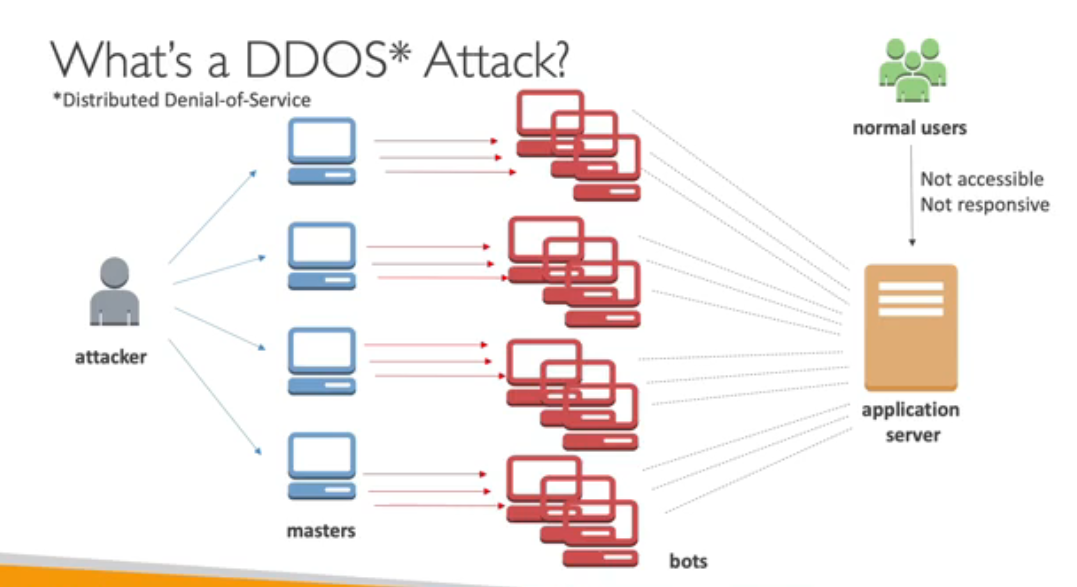 What's a DDOS* Attack?
*Distributed Denial-of-Service
normal users
Not accessible
Not responsive
attacker
application
server
masters
bots